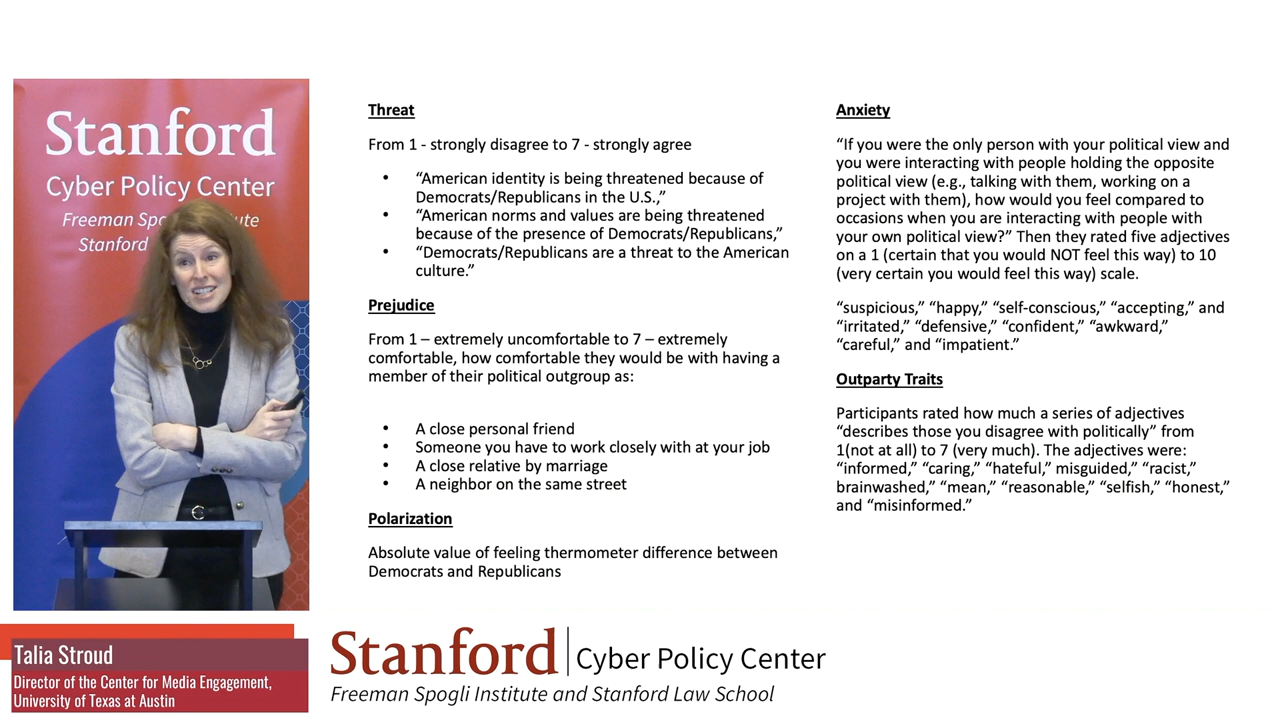 Stanford
Cyber Policy Center
Freeman Spogli Institute
Stanford
Threat
From 1 - strongly disagree to 7 - strongly agree
• “American identity is being threatened because of
Democrats/Republicans in the U.S.,”
• “American norms and values are being threatened
because of the presence of Democrats/Republicans,”
• “Democrats/Republicans are a threat to the American
culture.”
Prejudice
From 1 – extremely uncomfortable to 7 – extremely
comfortable, how comfortable they would be with having a
member of their political outgroup as:
• A close personal friend
• Someone you have to work closely with at your job
• A close relative by marriage
• A neighbor on the same street
Polarization
Absolute value of feeling thermometer difference between
Democrats and Republicans
Anxiety
“If you were the only person with your political view and
you were interacting with people holding the opposite
political view (e.g., talking with them, working on a
project with them), how would you feel compared to
occasions when you are interacting with people with
your own political view?” Then they rated five adjectives
on a 1 (certain that you would NOT feel this way) to 10
(very certain you would feel this way) scale.
“suspicious,” “happy,” “self-conscious,” “accepting,” and
“irritated,” “defensive,” “confident,” “awkward,”
“careful,” and “impatient.”
Outparty Traits
Participants rated how much a series of adjectives
“describes those you disagree with politically” from
1(not at all) to 7 (very much). The adjectives were:
“informed,” “caring,” “hateful,” misguided,” “racist,”
brainwashed,” “mean,” “reasonable,” “selfish,” “honest,”
and “misinformed.”
Talia Stroud
Director of the Center for Media Engagement,
University of Texas at Austin
Stanford | Cyber Policy Center
Freeman Spogli Institute and Stanford Law School